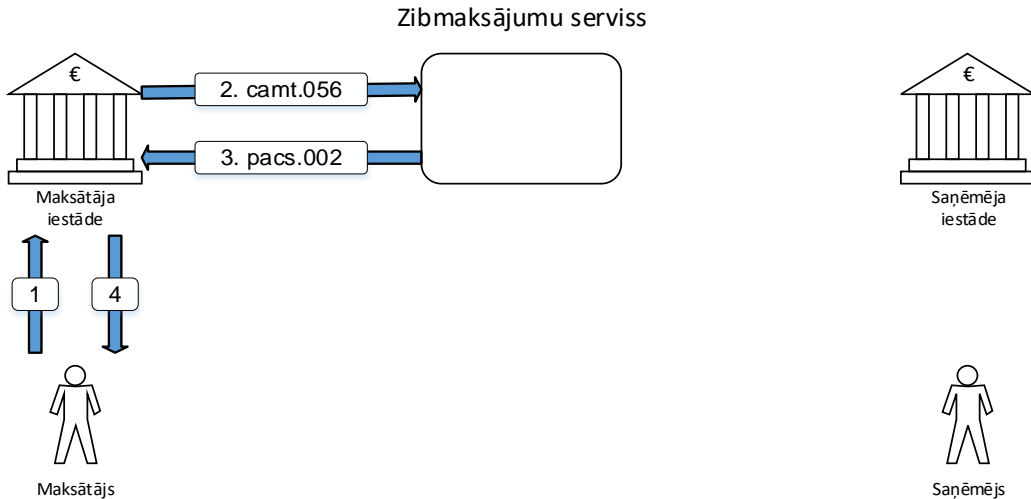 Zibmaksājumu serviss
€
€
2. camt.056
3. pacs.002
Maksātāja
iestāde
Saņēmēja
iestāde
1
4
Maksātājs
Saņēmējs